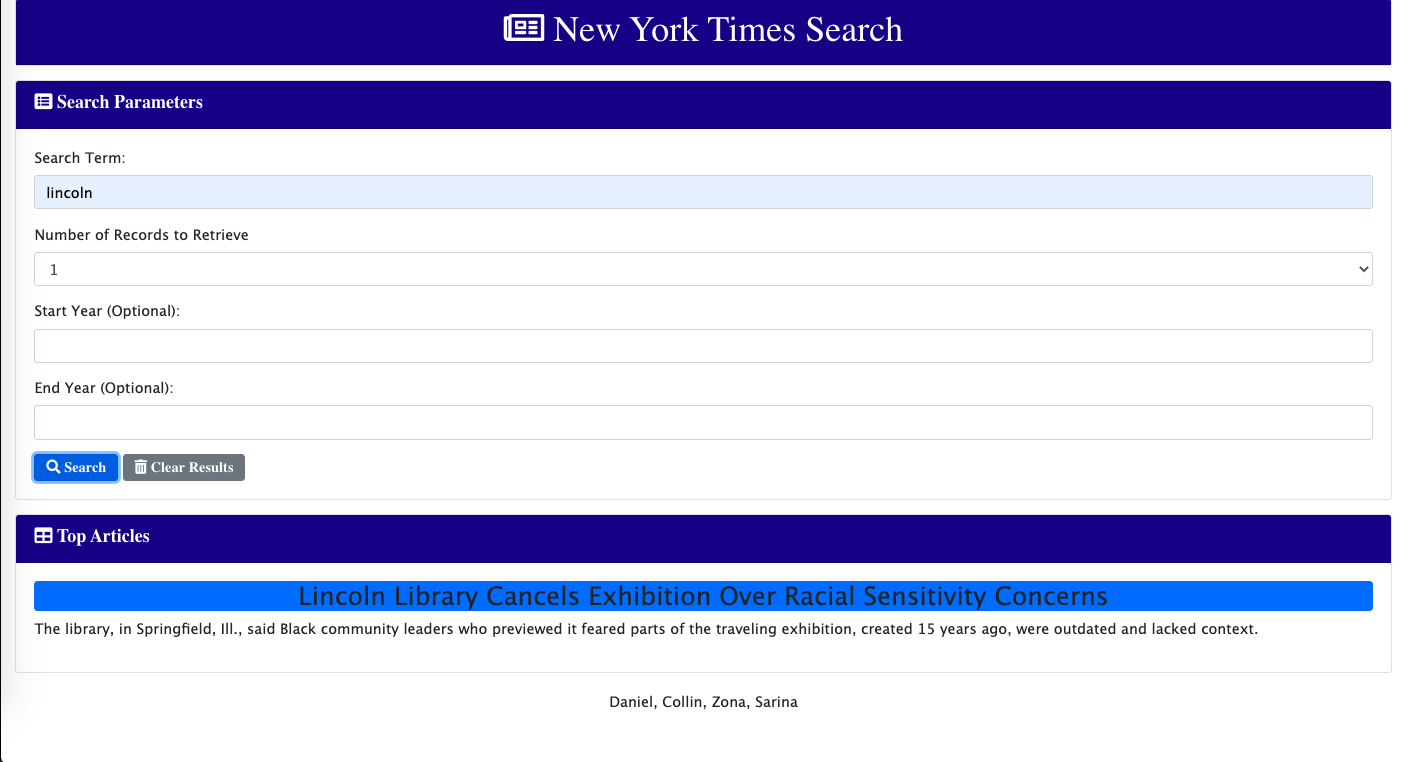 New York Times Search
Search Parameters
Search Term:
lincoln
Number of Records to Retrieve
1
Start Year (Optional):
End Year (Optional):
Search Clear Results
Top Articles
Lincoln Library Cancels Exhibition Over Racial Sensitivity Concerns
The library, in Springfield, Ill., said Black community leaders who previewed it feared parts of the traveling exhibition, created 15 years ago, were outdated and lacked context.
Daniel, Collin, Zona, Sarina